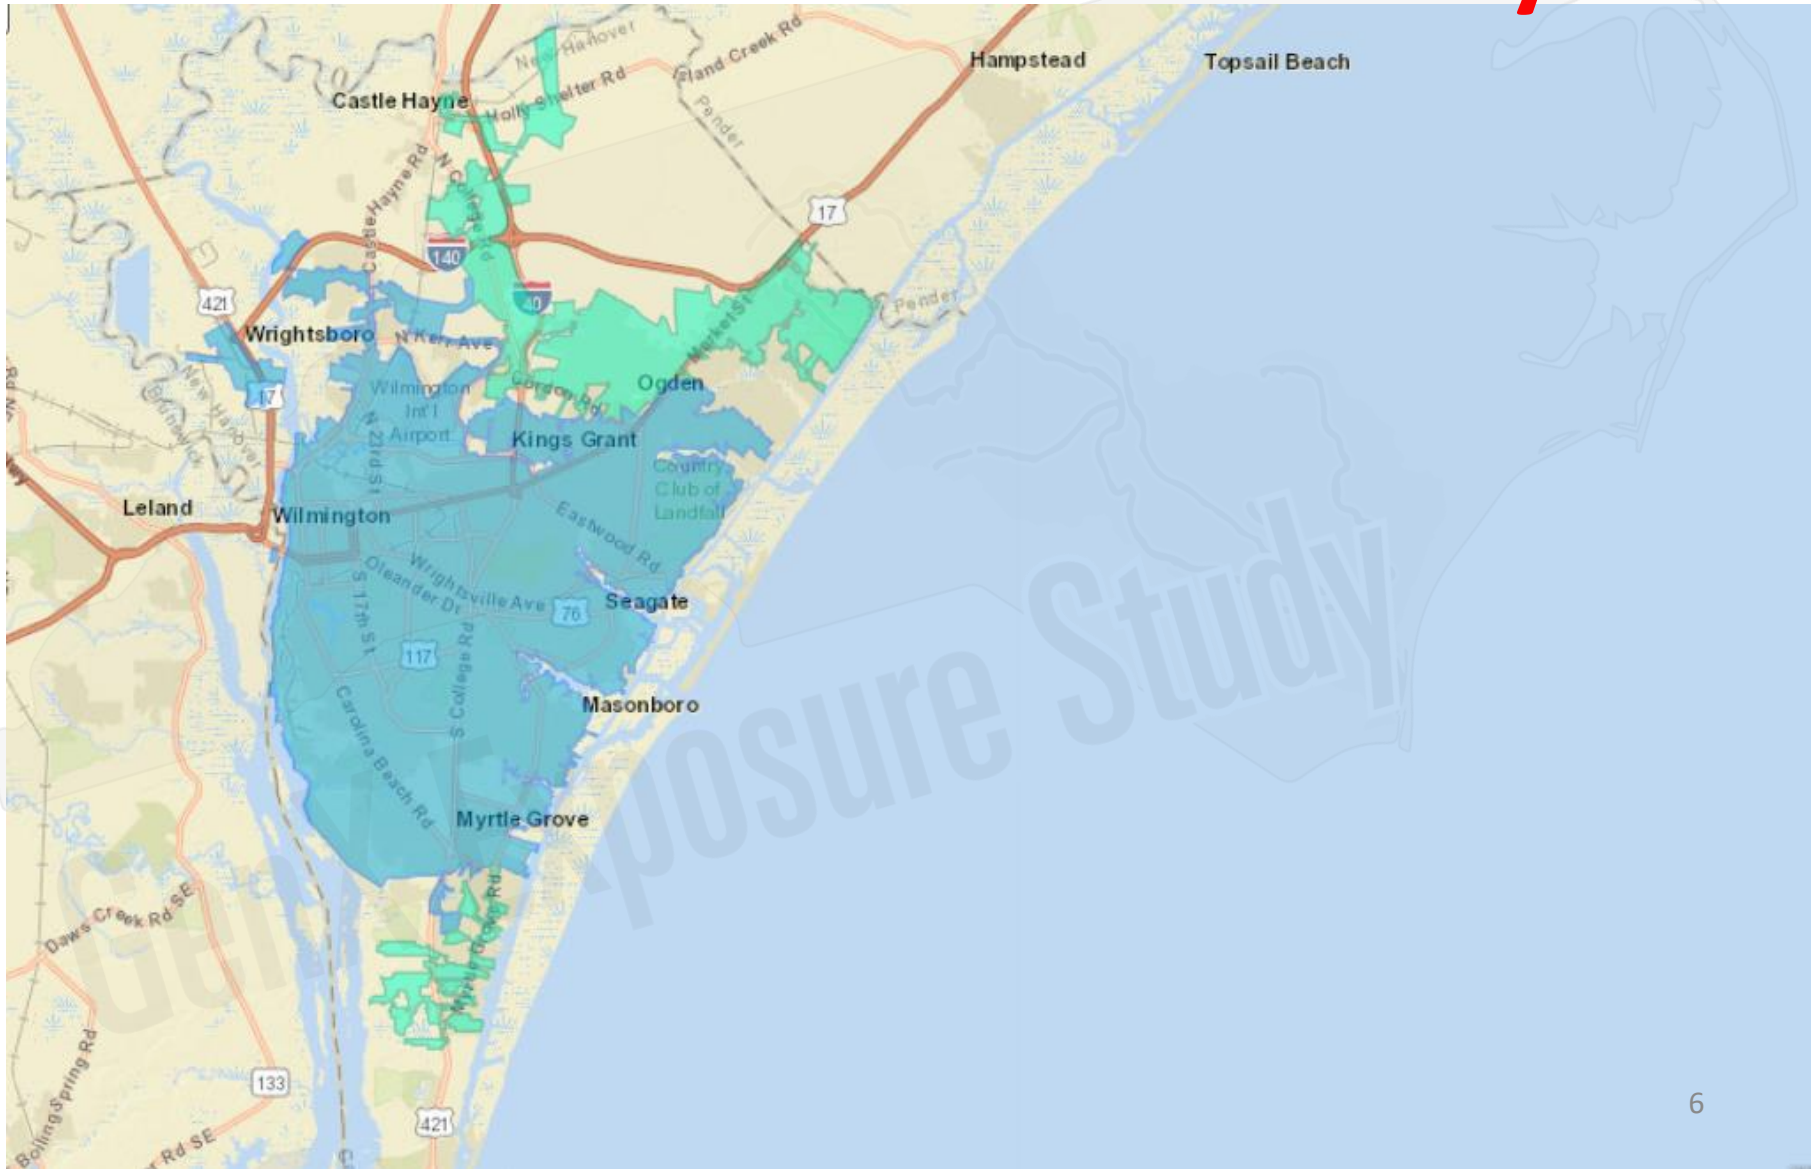 New Hanover
Island Creek Rd
Hampstead
Topsail Beach
Castle Hayne
Holly Shelter Rd
Pender
Castle Hayne Rd
N College Rd
17
140
40
421
Pender
Wrightsboro
N Kerr Ave
Market St
New Hanover
Brunswick
17
Wilmington
Int'l
Airport
Gordon Rd
Ogden
N 23rd St
Kings Grant
Country
Club of
Landfall
Leland
Wilmington
Eastwood Rd
Oleander Dr
Wrightsville Ave
S 17th St
76
Seagate
117
S College Rd
Masonboro
Carolina Beach Rd
Myrtle Grove
GenX Exposure Study
Daws Creek Rd SE
Myrtle Grove Rd
133
421
Boiling Spring Rd
Rd SE
6